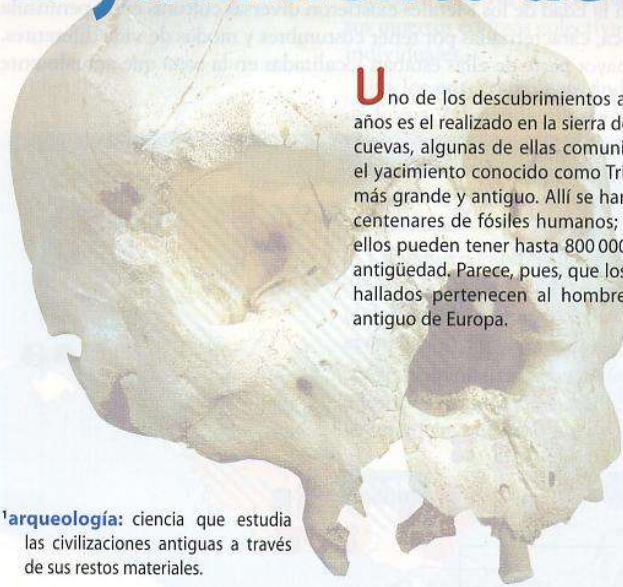 Uno de los descubrimientos a
años es el realizado en la sierra de
cuevas, algunas de ellas comuni
el yacimiento conocido como Tri
más grande y antiguo. Allí se har
centenares de fósiles humanos;
ellos pueden tener hasta 800 000
antigüedad. Parece, pues, que los
hallados pertenecen al hombre
antiguo de Europa.
¹arqueología: ciencia que estudia
las civilizaciones antiguas a través
de sus restos materiales.